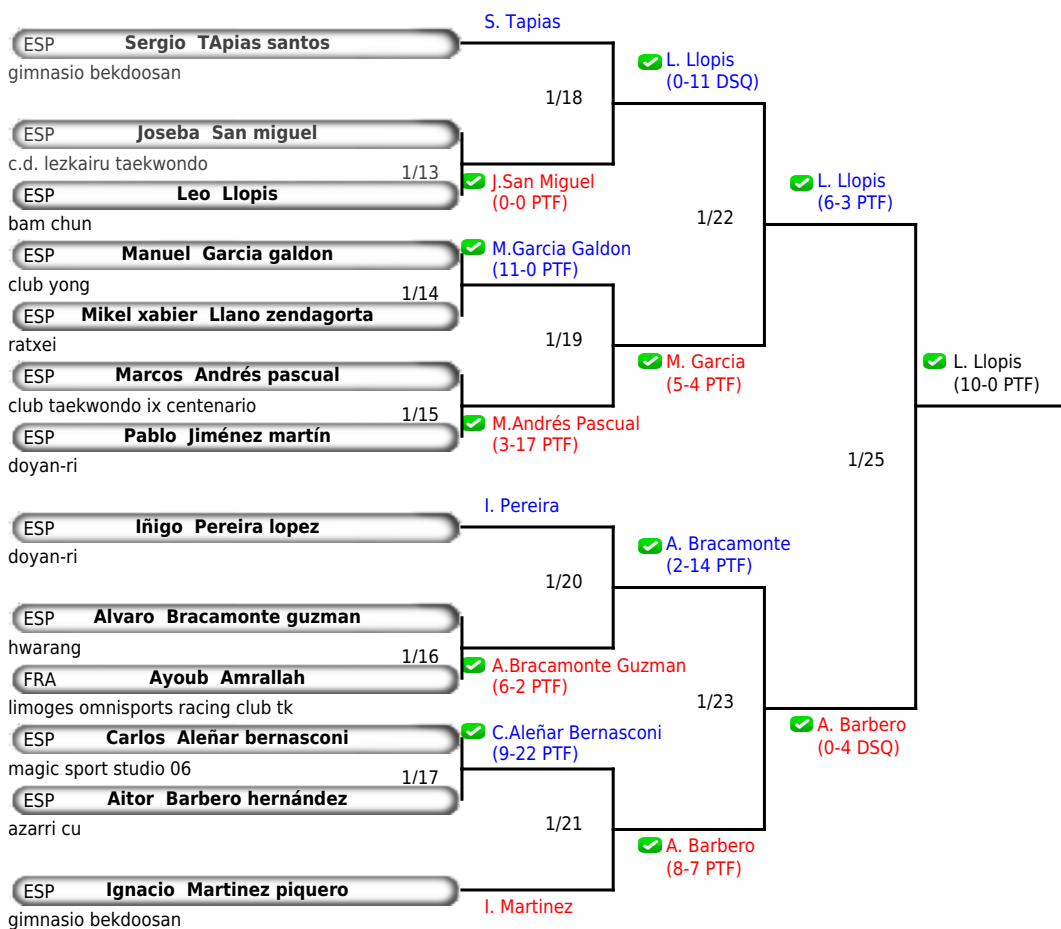 S. Tapias
ESP Sergio TApias santos
gimnasio bekdoosan
L. Llopis
(0-11 DSQ)
1/18
ESP Joseba San miguel
c.d. lezkairu taekwondo
1/13
J.San Miguel
(0-0 PTF)
ESP Leo Llopis
bam chun
L. Llopis
(6-3 PTF)
1/22
ESP Manuel Garcia galdon
club yong
M.Garcia Galdon
(11-0 PTF)
1/14
ESP Mikel xabier Llano zendagorta
ratxei
1/19
M. Garcia
(5-4 PTF)
L. Llopis
(10-0 PTF)
ESP Marcos Andrés pascual
club taekwondo ix centenario
1/15
M.Andrés Pascual
(3-17 PTF)
ESP Pablo Jiménez martín
doyan-ri
1/25
I. Pereira
ESP Iñigo Pereira lopez
doyan-ri
A. Bracamonte
(2-14 PTF)
1/20
ESP Alvaro Bracamonte guzman
hwarang
1/16
A.Bracamonte Guzman
(6-2 PTF)
FRA Ayoub Amrallah
limoges omnisports racing club tk
1/23
A. Barbero
(0-4 DSQ)
ESP Carlos Aleñar bernasconi
magic sport studio 06
C.Aleñar Bernasconi
(9-22 PTF)
1/17
ESP Aitor Barbero hernández
azarri cu
1/21
A. Barbero
(8-7 PTF)
ESP Ignacio Martinez piquero
gimnasio bekdoosan
I. Martinez